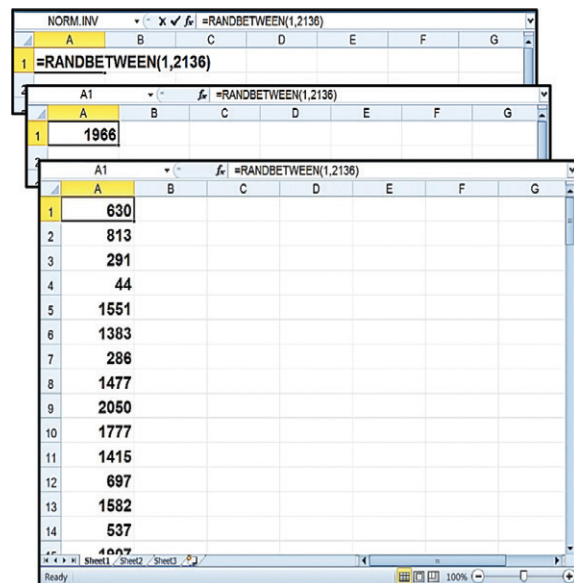 NORM.INV =RANDBETWEEN(1,2136)
A B C D E F G
1 =RANDBETWEEN(1,2136)
A1 =RANDBETWEEN(1,2136)
A B C D E F G
1 1966
A1 =RANDBETWEEN(1,2136)
A B C D E F G
1 630
2 813
3 291
4 44
5 1551
6 1383
7 286
8 1477
9 2050
10 1777
11 1415
12 697
13 1582
14 537
15 1907
Sheet1 Sheet2 Sheet3
Ready 100%